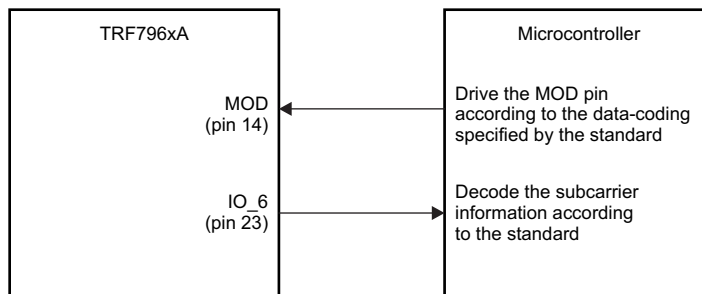 TRF796xA
Microcontroller
MOD
(pin 14)
Drive the MOD pin
according to the data-coding
specified by the standard
IO_6
(pin 23)
Decode the subcarrier
information according
to the standard